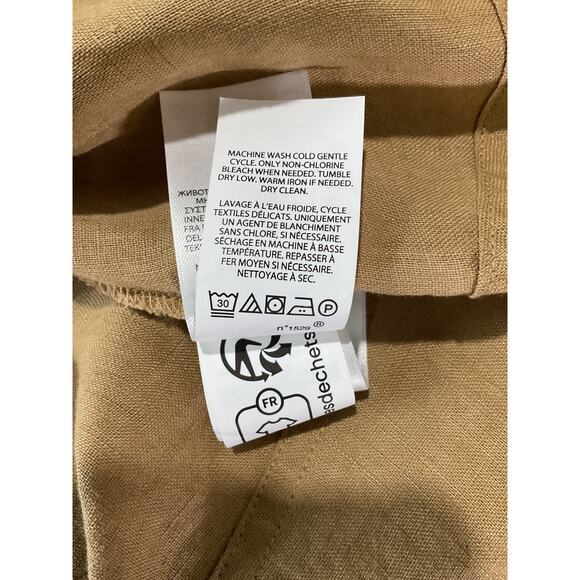 MACHINE WASH COLD GENTLE
CYCLE. ONLY NON-CHLORINE
BLEACH WHEN NEEDED. TUMBLE
DRY LOW. WARM IRON IF NEEDED.
DRY CLEAN.
LAVAGE À L'EAU FROIDE, CYCLE
TEXTILES DÉLICATS. UNIQUEMENT
UN AGENT DE BLANCHIMENT
SANS CHLORE, SI NÉCESSAIRE.
SÉCHAGE EN MACHINE À BASSE
TEMPÉRATURE. REPASSER À
FER MOYEN SI NÉCESSAIRE.
NETTOYAGE À SEC.
30
P
n°1529
®
asdechets
FR